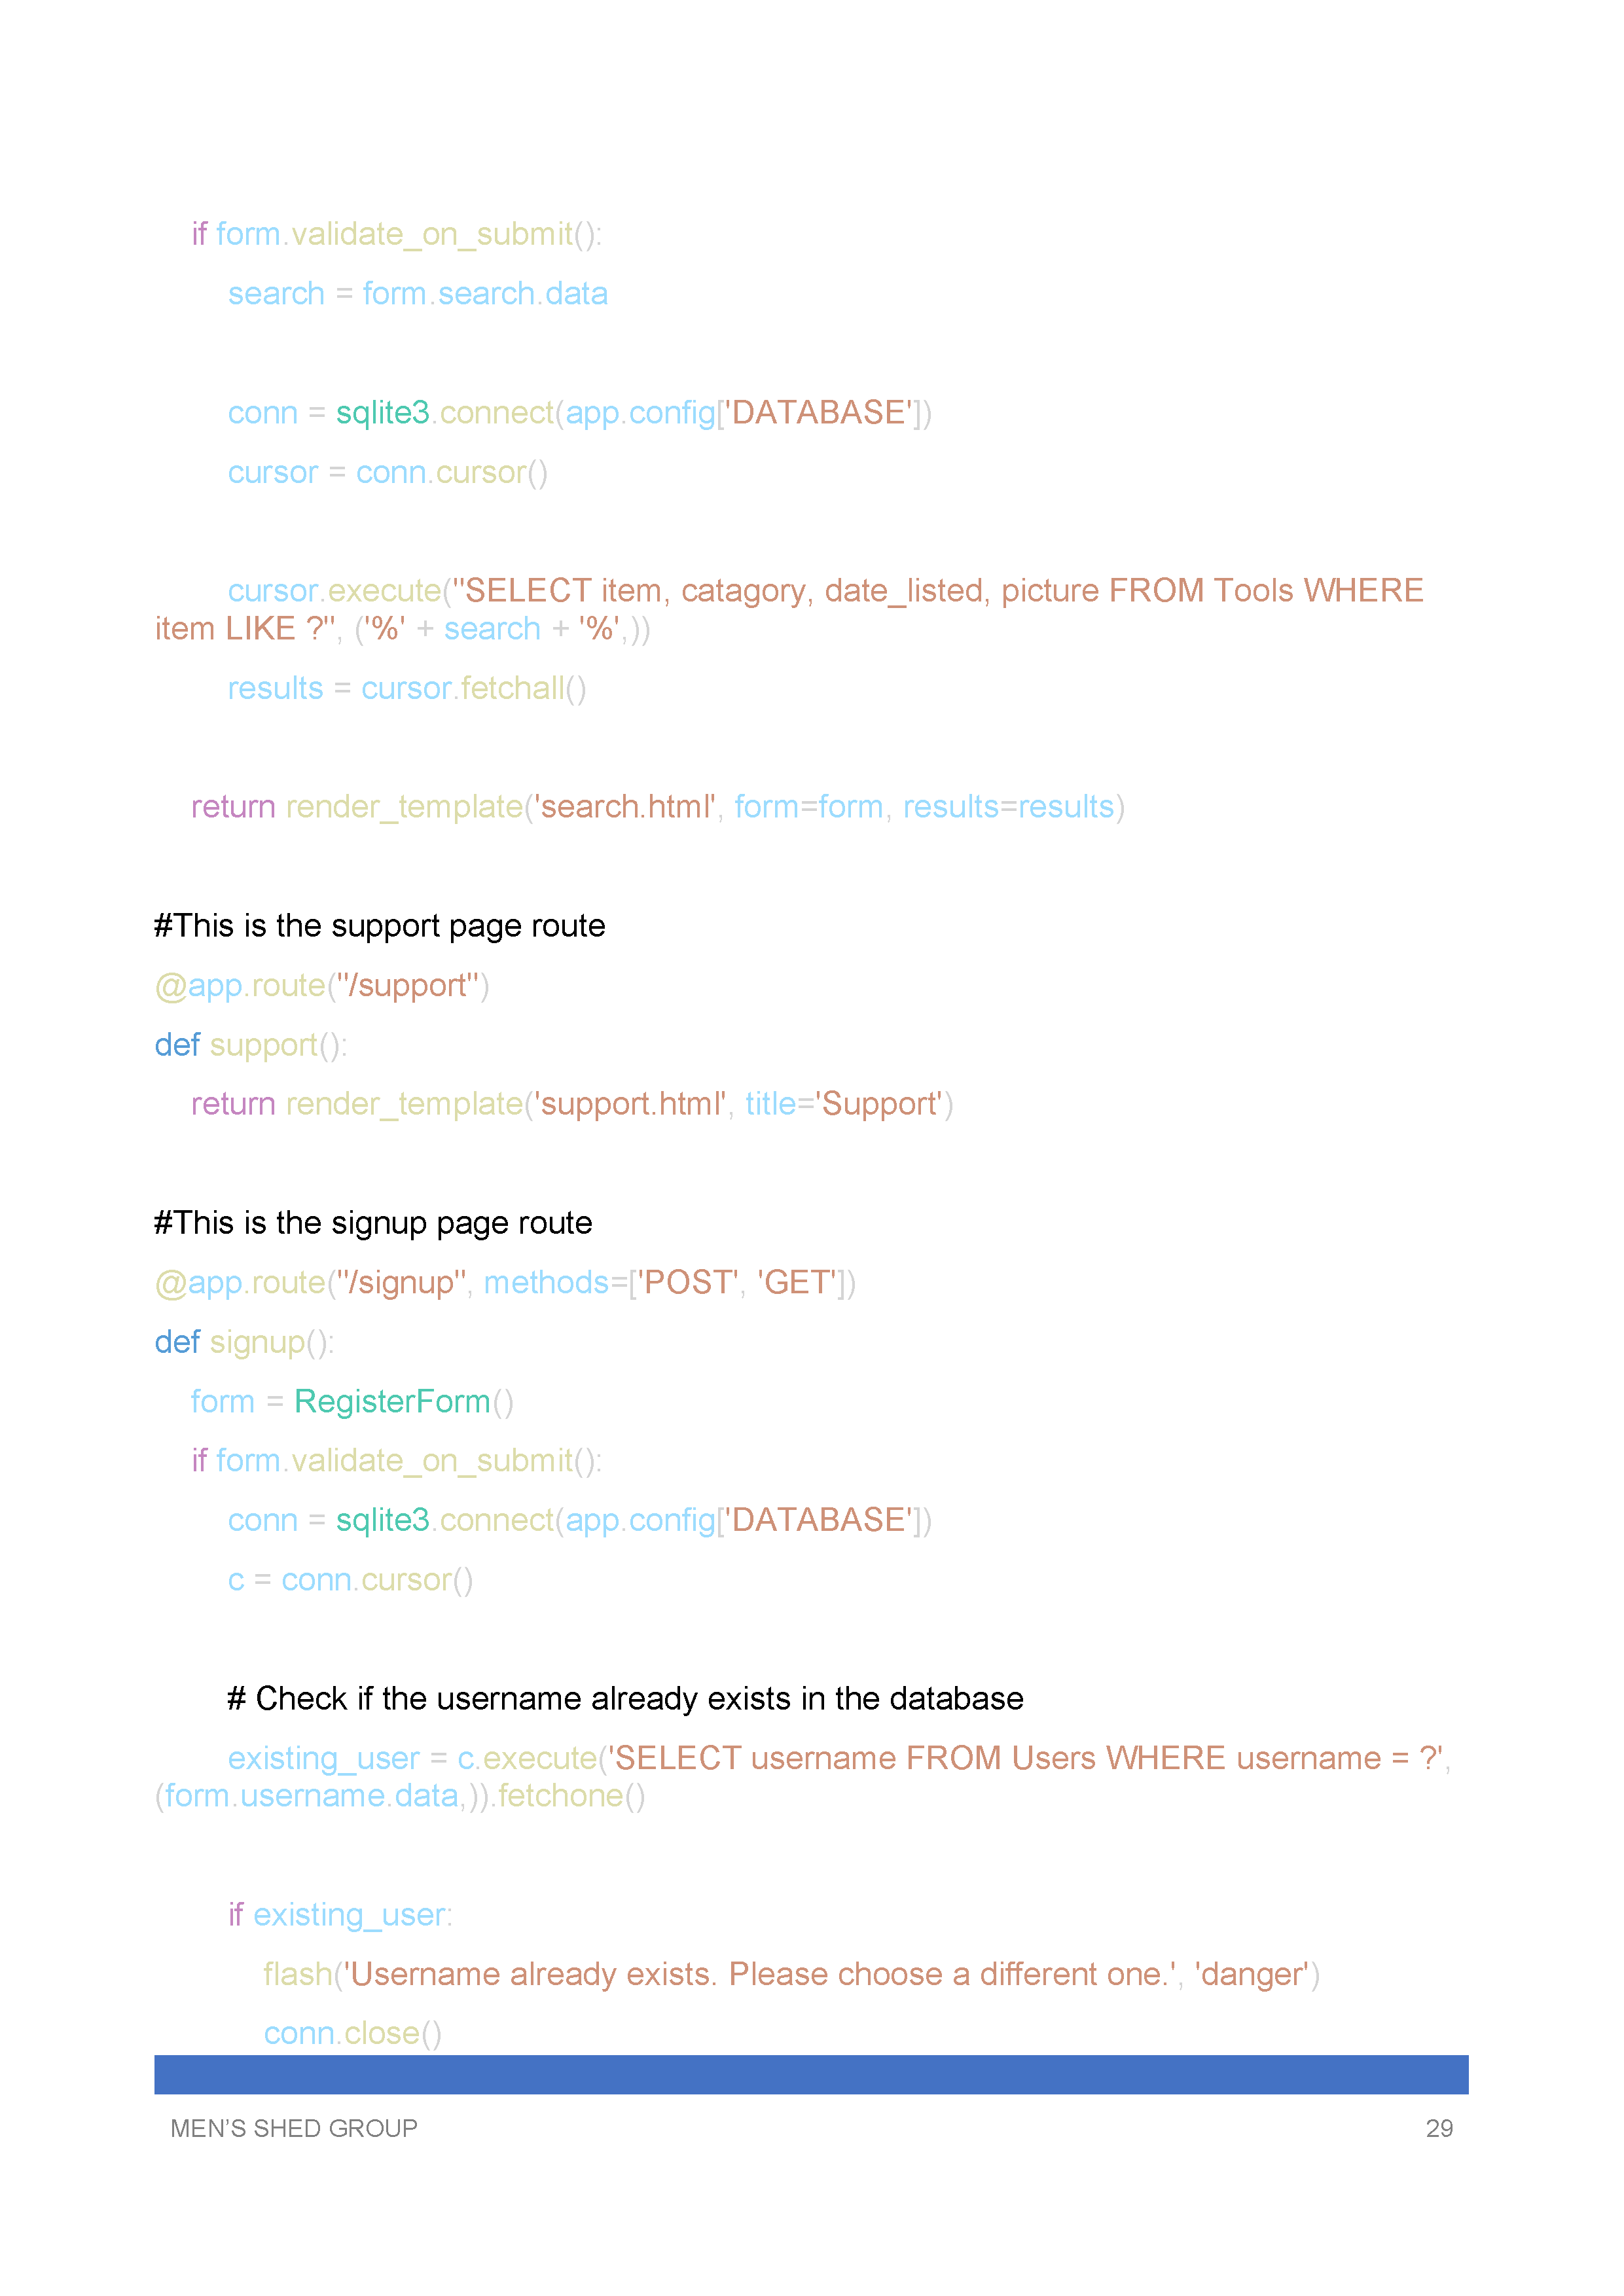 if form.validate_on_submit():
search = form.search.data
conn = sqlite3.connect(app.config['DATABASE'])
cursor = conn.cursor()
cursor.execute("SELECT item, catagory, date_listed, picture FROM Tools WHERE
item LIKE ?", ('%' + search + '%',))
results = cursor.fetchall()
return render_template('search.html', form=form, results=results)
#This is the support page route
@app.route("/support")
def support():
return render_template('support.html', title='Support')
#This is the signup page route
@app.route("/signup", methods=['POST', 'GET'])
def signup():
form = RegisterForm()
if form.validate_on_submit():
conn = sqlite3.connect(app.config['DATABASE'])
c = conn.cursor()
# Check if the username already exists in the database
existing_user = c.execute('SELECT username FROM Users WHERE username = ?',
(form.username.data,)).fetchone()
if existing_user:
flash('Username already exists. Please choose a different one.', 'danger')
conn.close()
MEN’S SHED GROUP 29